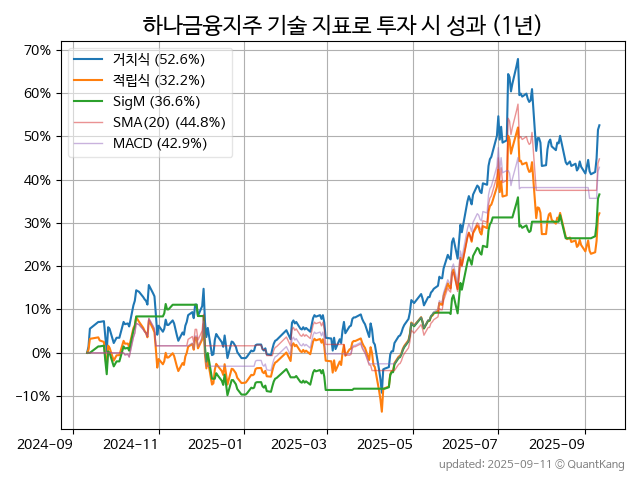 하나금융지주 기술 지표로 투자 시 성과 (1년)
70%
60%
50%
40%
30%
20%
10%
0%
−10%
거치식 (52.6%)
적립식 (32.2%)
SigM (36.6%)
SMA(20) (44.8%)
MACD (42.9%)
2024-09 2024-11 2025-01 2025-03 2025-05 2025-07 2025-09
updated: 2025-09-11 © QuantKang